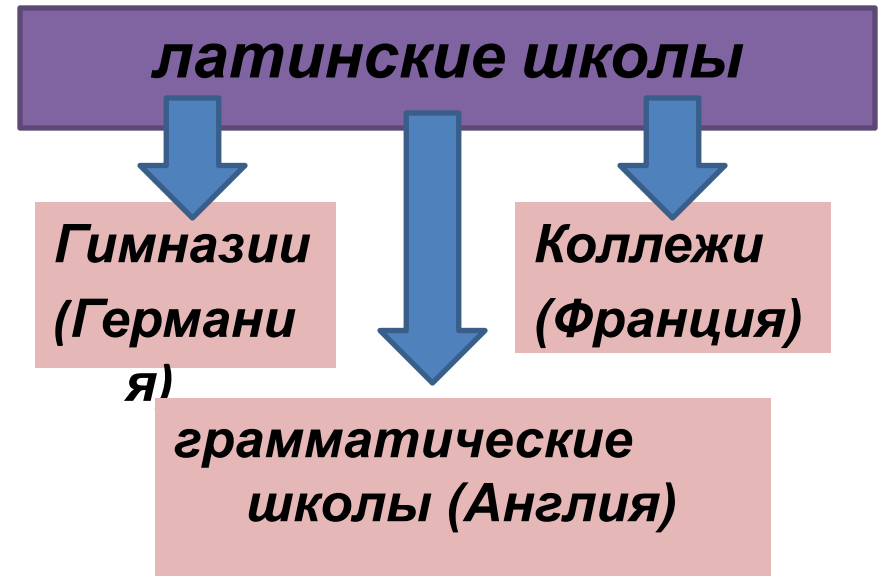 латинские школы
Гимназии
(Германи
я)
Коллежи
(Франция)
грамматические
школы (Англия)